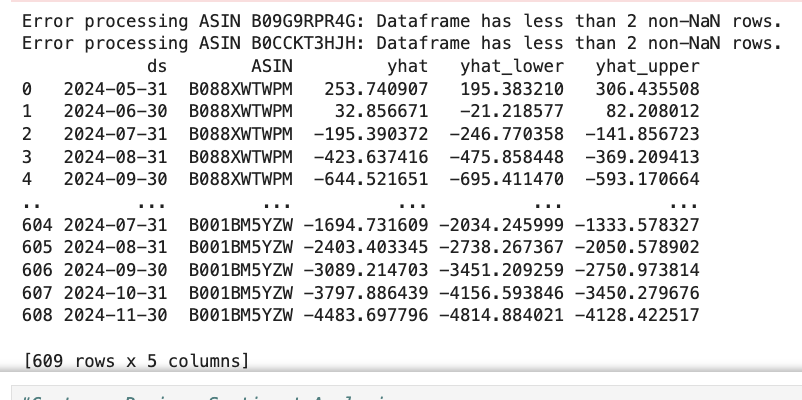 Error processing ASIN B09G9RPR4G: Dataframe has less than 2 non-NaN rows.
Error processing ASIN B0CCKT3HJH: Dataframe has less than 2 non-NaN rows.
ds ASIN yhat yhat_lower yhat_upper
0 2024-05-31 B088XWTWPM 253.740907 195.383210 306.435508
1 2024-06-30 B088XWTWPM 32.856671 -21.218577 82.208012
2 2024-07-31 B088XWTWPM -195.390372 -246.770358 -141.856723
3 2024-08-31 B088XWTWPM -423.637416 -475.858448 -369.209413
4 2024-09-30 B088XWTWPM -644.521651 -695.411470 -593.170664
.. ... ... ... ... ...
604 2024-07-31 B001BM5YZW -1694.731609 -2034.245999 -1333.578327
605 2024-08-31 B001BM5YZW -2403.403345 -2738.267367 -2050.578902
606 2024-09-30 B001BM5YZW -3089.214703 -3451.209259 -2750.973814
607 2024-10-31 B001BM5YZW -3797.886439 -4156.593846 -3450.279676
608 2024-11-30 B001BM5YZW -4483.697796 -4814.884021 -4128.422517
[609 rows x 5 columns]